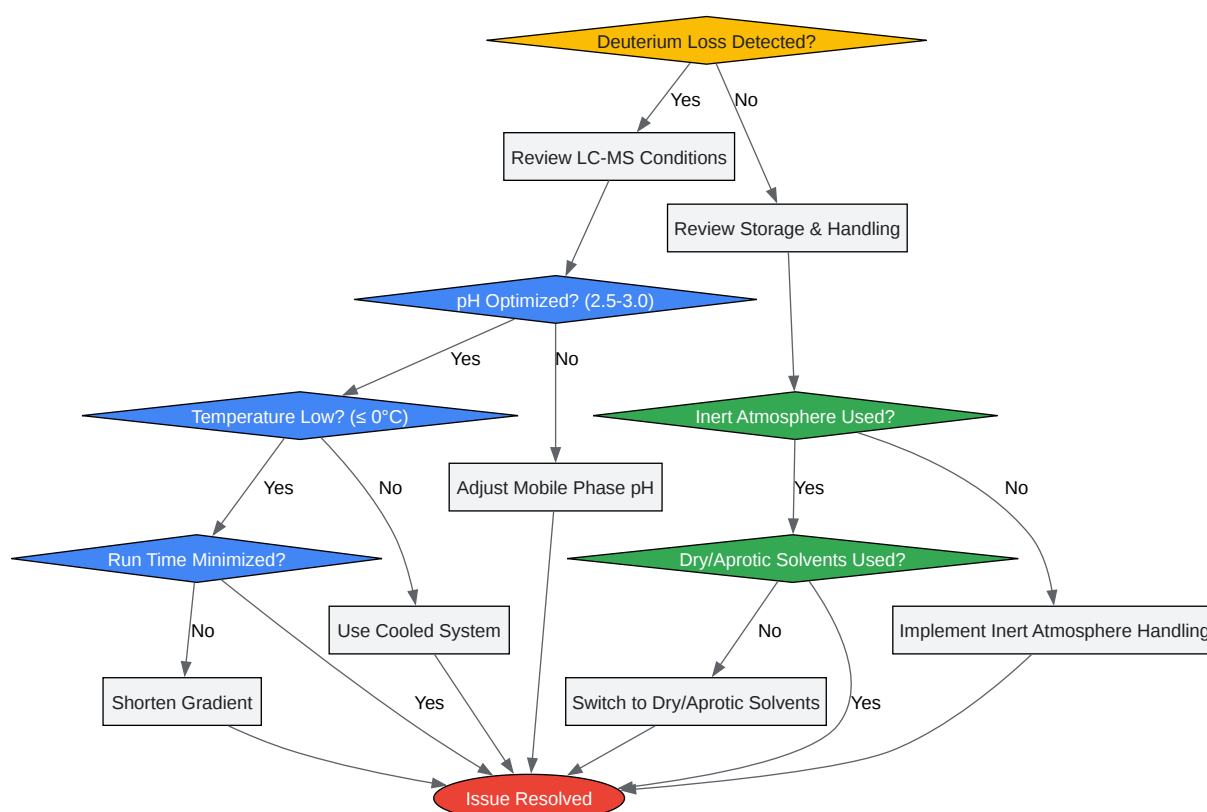 Deuterium Loss Detected?
Yes
No
Review LC-MS Conditions
Review Storage & Handling
pH Optimized? (2.5-3.0)
Yes
No
Temperature Low? (≤ 0°C)
Inert Atmosphere Used?
Yes
No
Adjust Mobile Phase pH
Yes
No
Run Time Minimized?
Dry/Aprotic Solvents Used?
No
Use Cooled System
No
Implement Inert Atmosphere Handling
Shorten Gradient
Yes
Switch to Dry/Aprotic Solvents
Yes
Issue Resolved